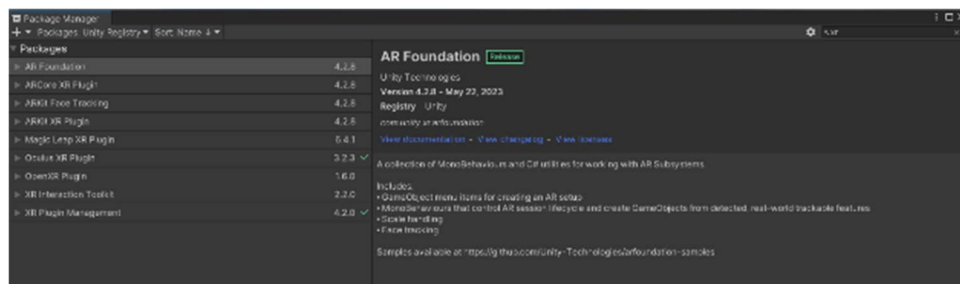 Package Manager
+ Packages: Unity Registry Sort: Name ↓
Packages
AR Foundation 4.2.8
ARCore XR Plugin 4.2.8
ARKit Face Tracking 4.2.8
ARKit XR Plugin 4.2.8
Magic Leap XR Plugin 6.4.1
Oculus XR Plugin 3.2.3 ✓
OpenXR Plugin 1.6.0
XR Interaction Toolkit 2.2.0
XR Plugin Management 4.2.0 ✓
AR Foundation Release
Unity Technologies
Version 4.2.8 - May 22, 2023
Registry Unity
com.unity.xr.arfoundation
View documentation - View changelog - View licenses
A collection of MonoBehaviours and C# utilities for working with AR Subsystems.
Includes:
• GameObject menu items for creating an AR setup
• MonoBehaviours that control AR session lifecycle and create GameObjects from detected, real-world trackable features
• Scale handling
• Face tracking
Samples available at https://github.com/Unity-Technologies/arfoundation-samples